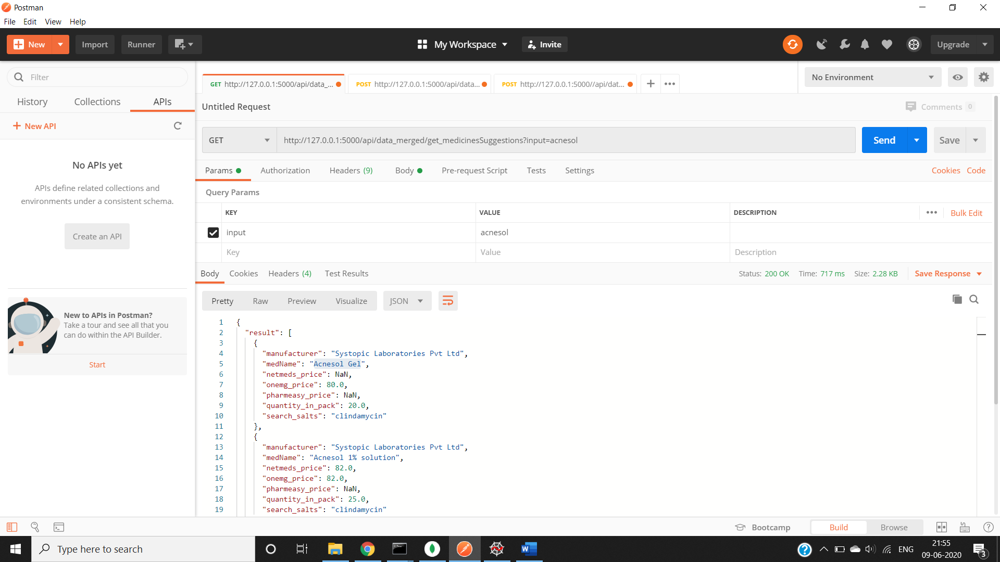 Postman
File Edit View Help
New Import Runner My Workspace Invite Upgrade
Filter
History Collections APIs
New API
No APIs yet
APIs define related collections and
environments under a consistent schema.
Create an API
New to APIs in Postman?
Take a tour and see all that you
can do within the API Builder.
Start
GET http://127.0.0.1:5000/api/data_... POST http://127.0.0.1:5000/api/data... POST http://127.0.0.1:5000//api/dat...
No Environment
Untitled Request
Comments 0
GET http://127.0.0.1:5000/api/data_merged/get_medicinesSuggestions?input=acnesol Send Save
Params Authorization Headers (9) Body Pre-request Script Tests Settings Cookies Code
Query Params
KEY VALUE DESCRIPTION Bulk Edit
input acnesol
Key Value Description
Body Cookies Headers (4) Test Results Status: 200 OK Time: 717 ms Size: 2.28 KB Save Response
Pretty Raw Preview Visualize JSON
1 {
2 "result": [
3 {
4 "manufacturer": "Systopic Laboratories Pvt Ltd",
5 "medName": "Acnesol Gel",
6 "netmeds_price": NaN,
7 "onemg_price": 80.0,
8 "pharmeasy_price": NaN,
9 "quantity_in_pack": 20.0,
10 "search_salts": "clindamycin"
11 },
12 {
13 "manufacturer": "Systopic Laboratories Pvt Ltd",
14 "medName": "Acnesol 1% solution",
15 "netmeds_price": 82.0,
16 "onemg_price": 82.0,
17 "pharmeasy_price": NaN,
18 "quantity_in_pack": 25.0,
19 "search_salts": "clindamycin"
Bootcamp Build Browse
Type here to search
ENG
21:55
09-06-2020
3